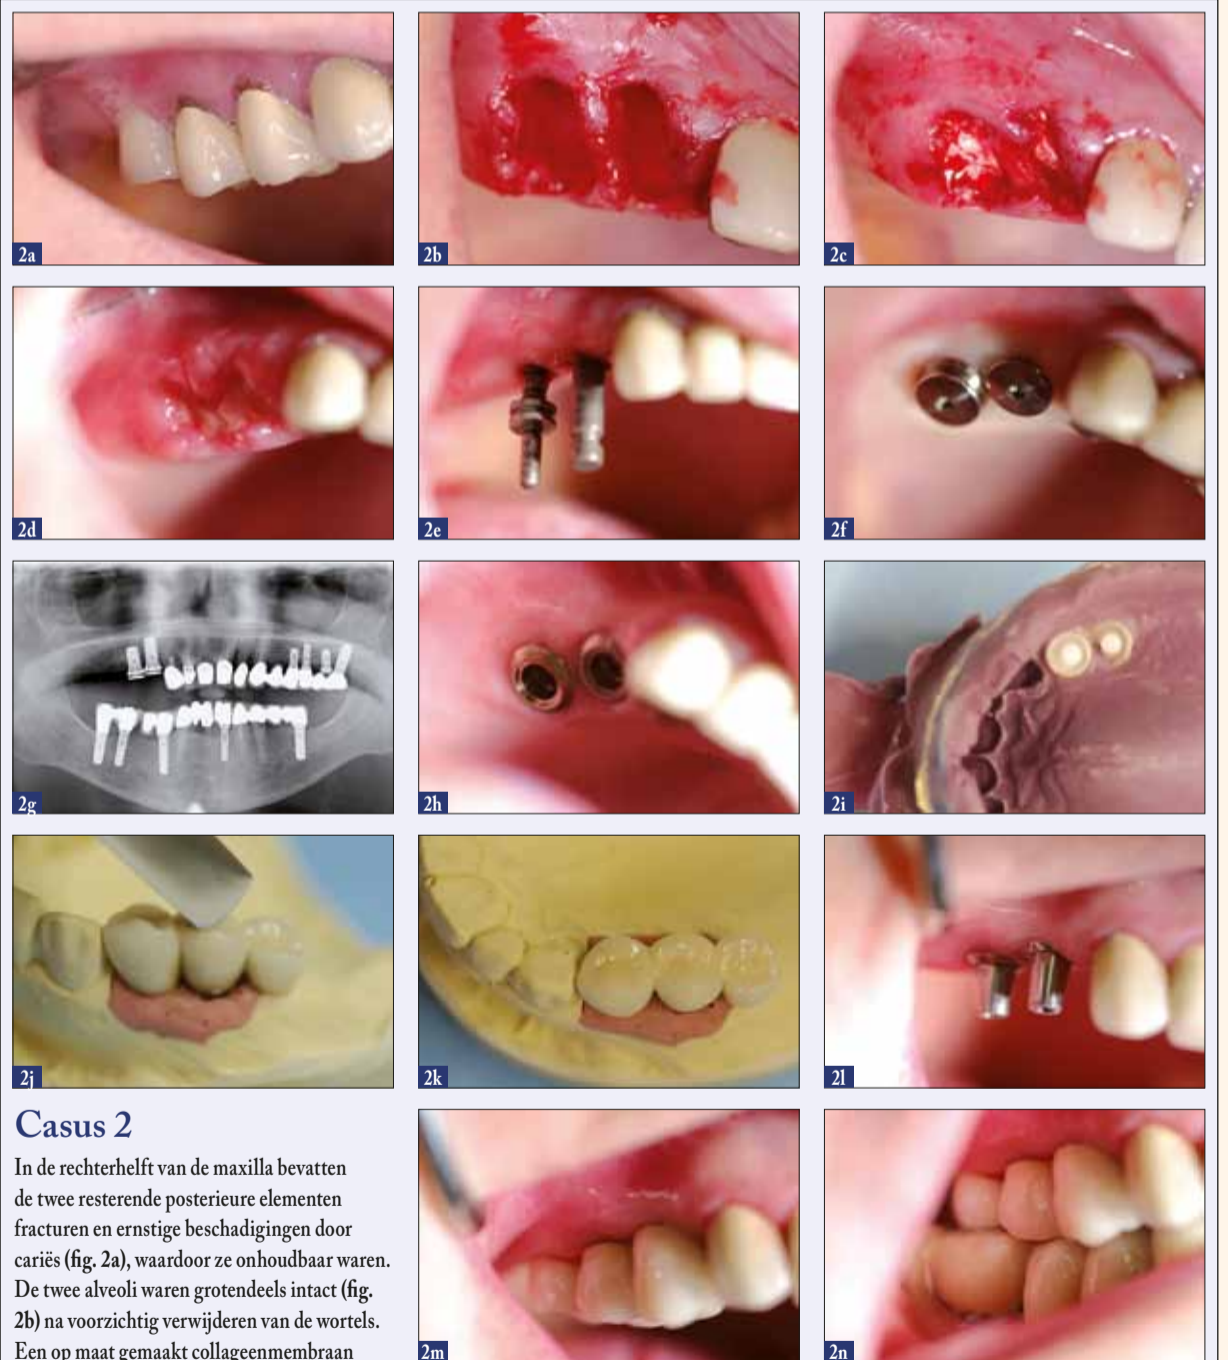 2a
2b
2c
2d
2e
2f
2g
2h
2i
2j
2k
2l
Casus 2
In de rechterhelft van de maxilla bevatten
de twee resterende posterieure elementen
fracturen en ernstige beschadigingen door
cariës (fig. 2a), waardoor ze onhoudbaar waren.
De twee alveoli waren grotendeels intact (fig.
2b) na voorzichtig verwijderen van de wortels.
Een op maat gemaakt collageenmembraan
2m
2n